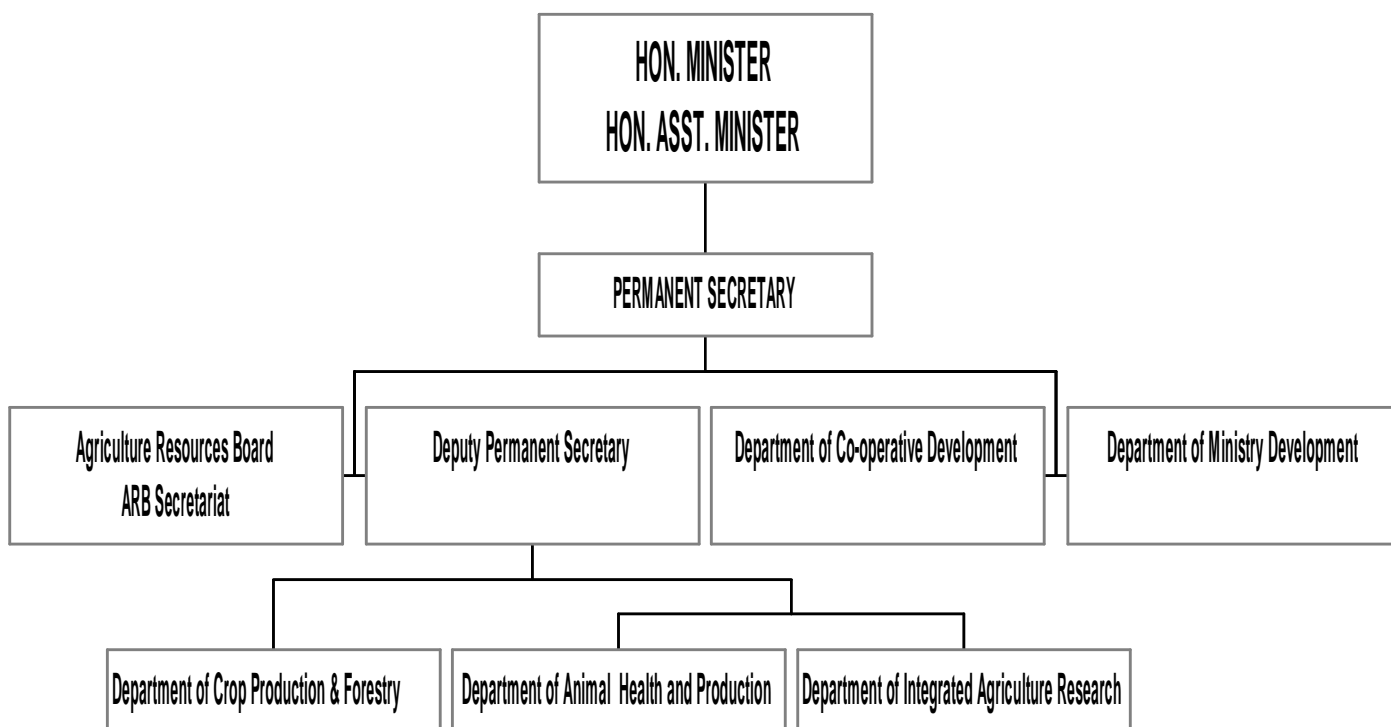 HON. MINISTER
HON. ASST. MINISTER
PERMANENT SECRETARY
Agriculture Resources Board
ARB Secretariat
Deputy Permanent Secretary
Department of Co-operative Development
Department of Ministry Development
Department of Crop Production & Forestry
Department of Animal Health and Production
Department of Integrated Agriculture Research